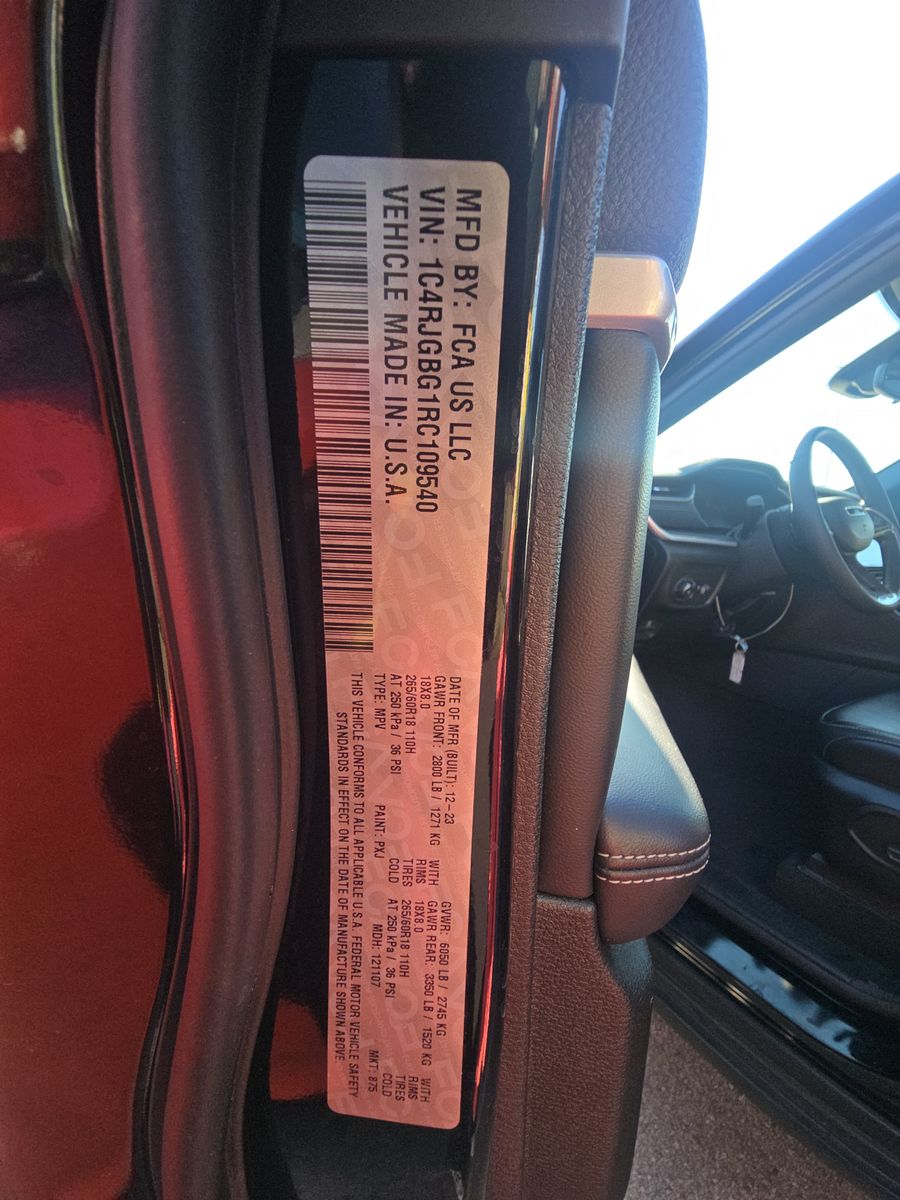 MFD BY: FCA US LLC
VIN: 1C4RJGBG1RC109540
VEHICLE MADE IN: U.S.A.
DATE OF MFR (BUILT): 12-23 GVWR: 6050 LB / 2745 KG
GAWR FRONT: 2800 LB / 1271 KG WITH GAWR REAR: 3350 LB / 1520 KG WITH
18X8.0 RIMS 18X8.0 RIMS
265/60R18 110H TIRES 265/60R18 110H TIRES
AT 250 kPa / 36 PSI COLD AT 250 kPa / 36 PSI COLD
TYPE: MPV PAINT: PXJ MDH: 121107 MKT: 875
THIS VEHICLE CONFORMS TO ALL APPLICABLE U.S.A. FEDERAL MOTOR VEHICLE SAFETY
STANDARDS IN EFFECT ON THE DATE OF MANUFACTURE SHOWN ABOVE.